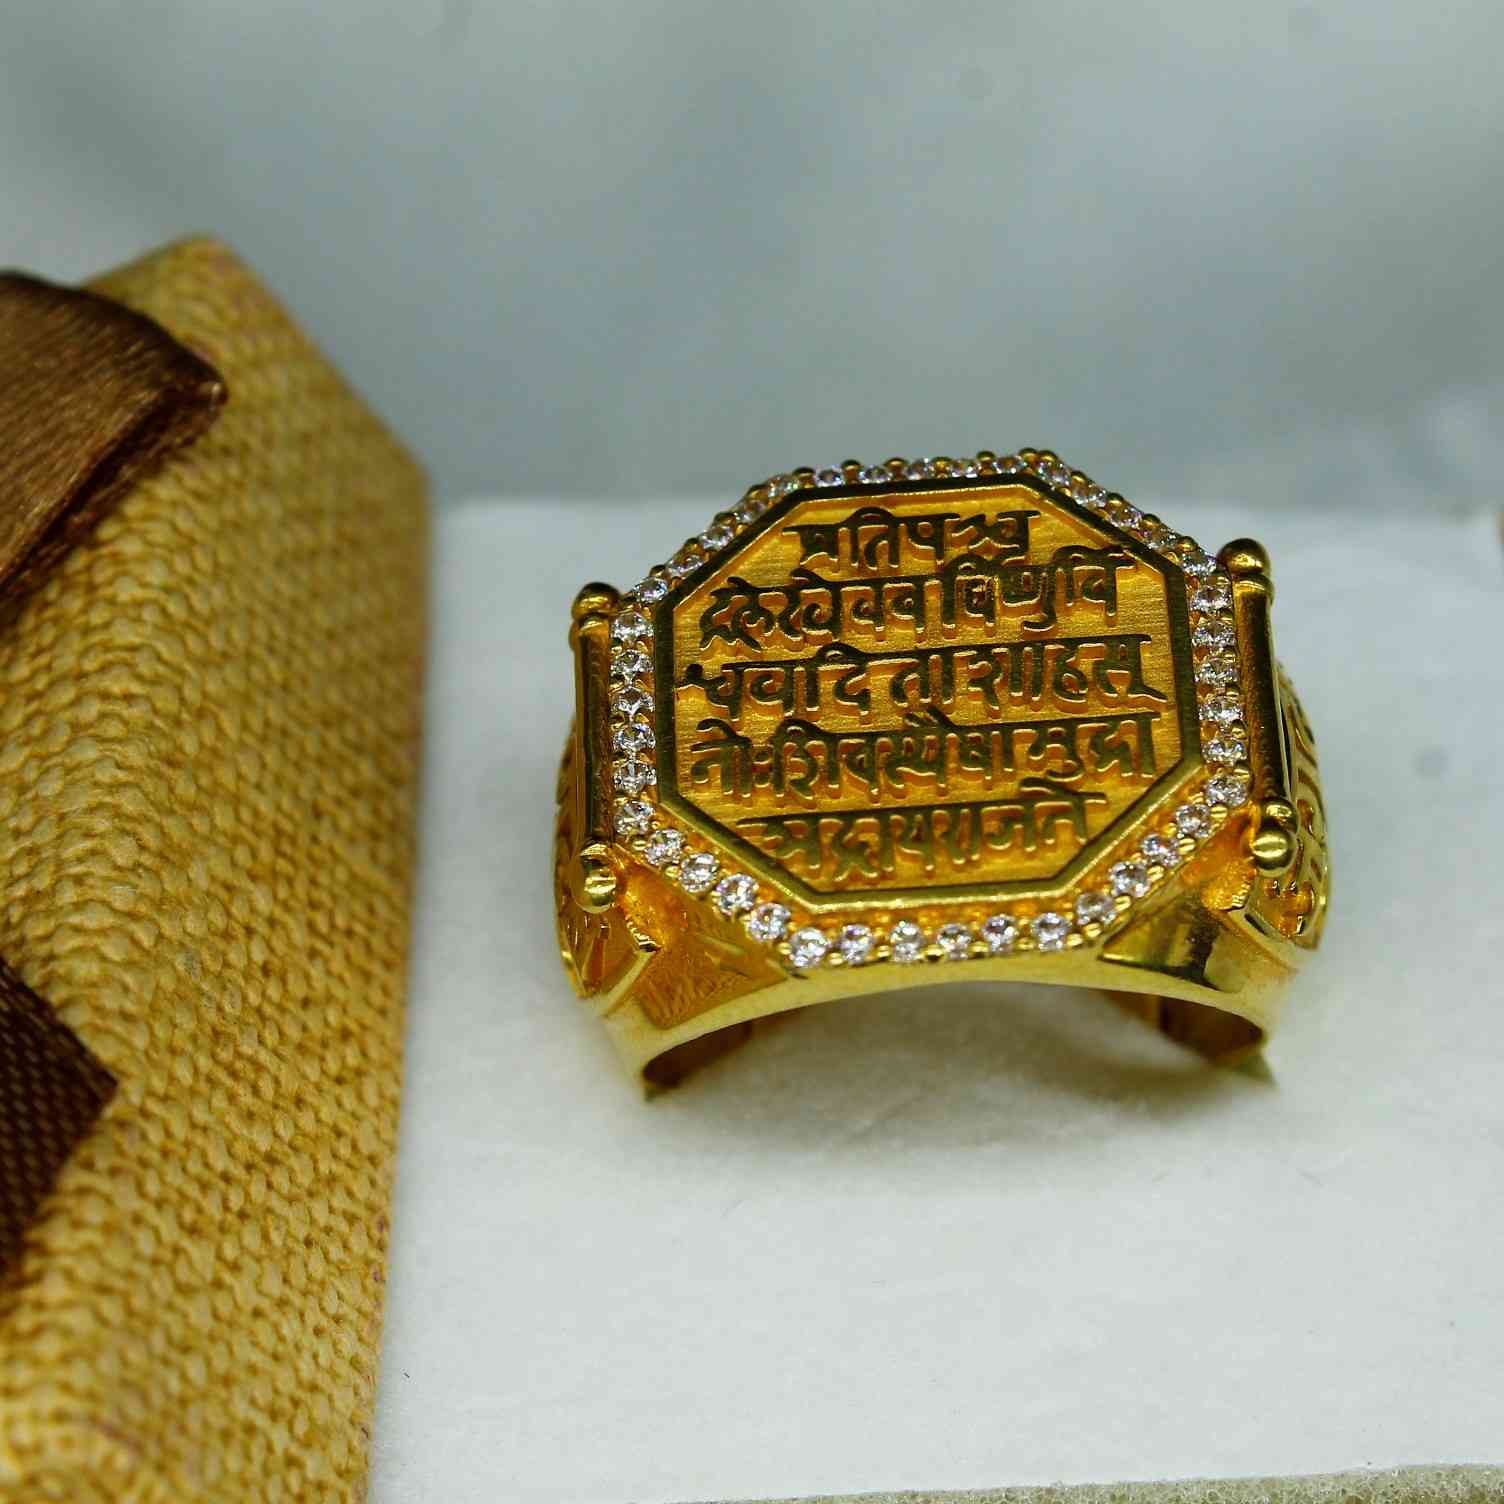 प्रतिपच्चं
द्रलेखेववर्धिष्णुर्वि
श्ववंदिताशाहसू
नोःशिवस्यैषामुद्रा
भद्रायराजते